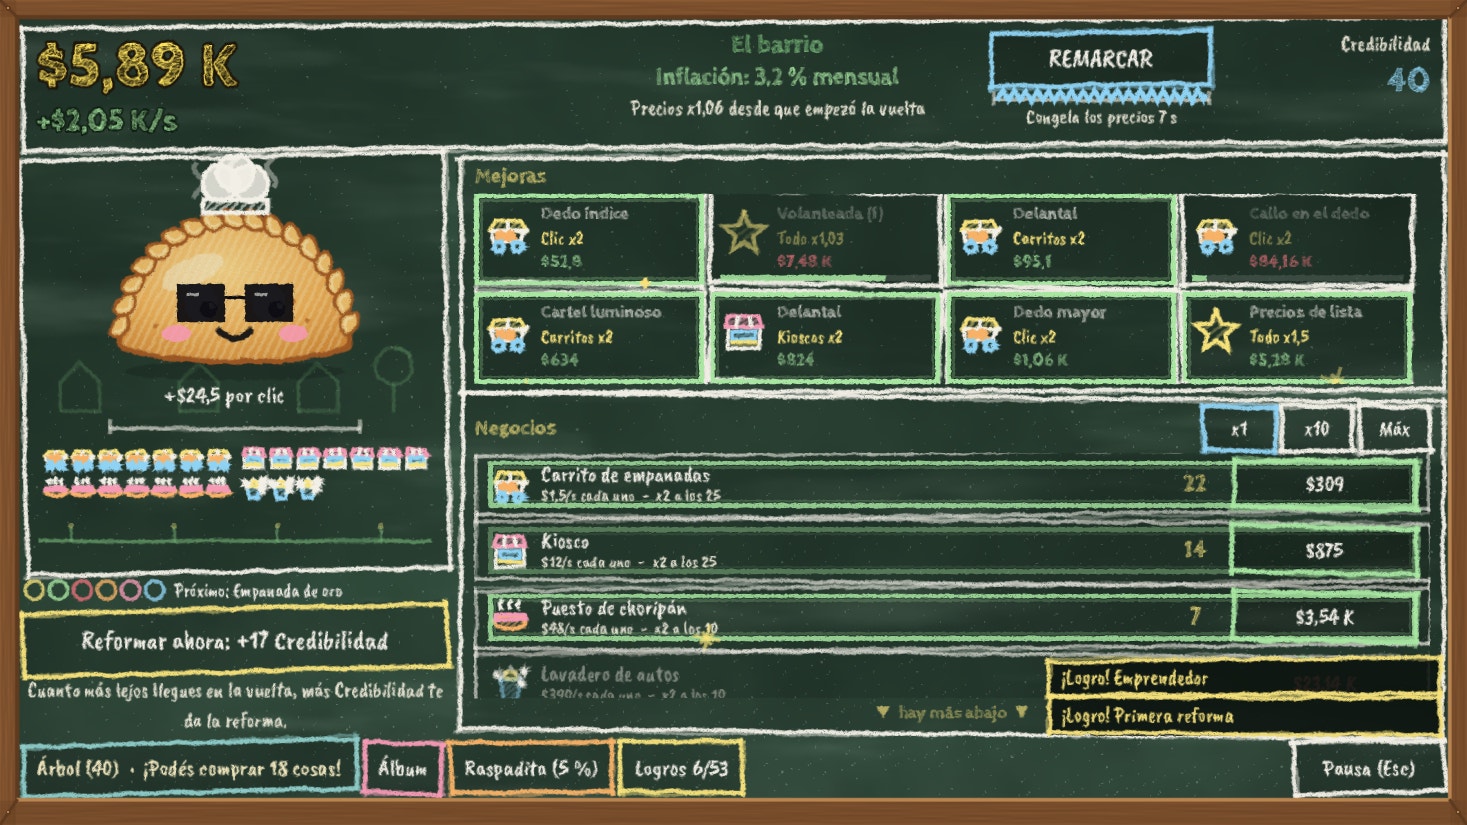 $5,89 K
+$2,05 K/s
El barrio
Inflación: 3,2 % mensual
Precios x1,06 desde que empezó la vuelta
REMARCAR
Congela los precios 7 s
Credibilidad
40
+$24,5 por clic
Próximo: Empanada de oro
Reformar ahora: +17 Credibilidad
Cuanto más lejos llegues en la vuelta, más Credibilidad te
da la reforma.
Mejoras
Dedo índice
Clic x2
$52,8
Volanteada (I)
Todo x1,03
$7,48 K
Delantal
Carritos x2
$95,1
Callo en el dedo
Clic x2
$84,16 K
Cartel luminoso
Carritos x2
$634
Delantal
Kioscos x2
$824
Dedo mayor
Clic x2
$1,06 K
Precios de lista
Todo x1,5
$5,28 K
Negocios
x1
x10
Máx
Carrito de empanadas
$1,5/s cada uno - x2 a los 25
22
$309
Kiosco
$12/s cada uno - x2 a los 25
14
$875
Puesto de choripán
$48/s cada uno - x2 a los 10
7
$3,54 K
Lavadero de autos
$390/s cada uno - x2 a los 10
▼ hay más abajo ▼
¡Logro! Emprendedor
¡Logro! Primera reforma
Árbol (40) · ¡Podés comprar 18 cosas!
Álbum
Raspadita (5 %)
Logros 6/53
Pausa (Esc)